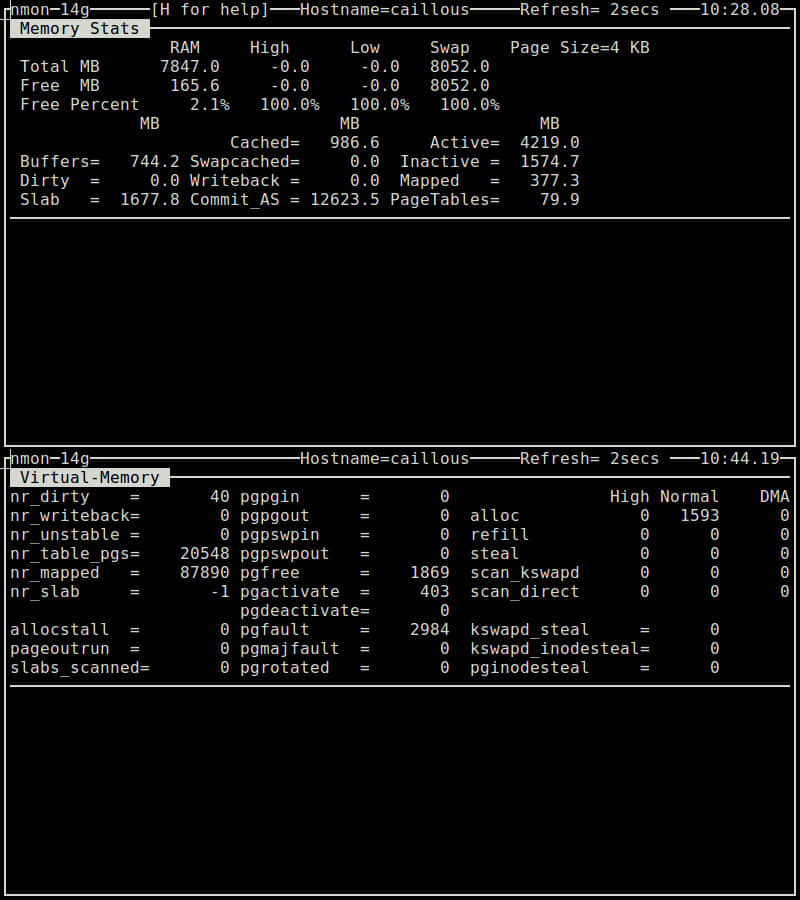 nmon-14g [H for help] Hostname=caillous Refresh= 2secs 10:28.08
Memory Stats
RAM High Low Swap Page Size=4 KB
Total MB 7847.0 -0.0 -0.0 8052.0
Free MB 165.6 -0.0 -0.0 8052.0
Free Percent 2.1% 100.0% 100.0% 100.0%
MB MB MB
Cached= 986.6 Active= 4219.0
Buffers= 744.2 Swapcached= 0.0 Inactive = 1574.7
Dirty = 0.0 Writeback = 0.0 Mapped = 377.3
Slab = 1677.8 Commit_AS = 12623.5 PageTables= 79.9
nmon-14g Hostname=caillous Refresh= 2secs 10:44.19
Virtual-Memory
nr_dirty = 40 pgpgin = 0 High Normal DMA
nr_writeback= 0 pgpgout = 0 alloc 0 1593 0
nr_unstable = 0 pgpswpin = 0 refill 0 0 0
nr_table_pgs= 20548 pgpswpout = 0 steal 0 0 0
nr_mapped = 87890 pgfree = 1869 scan_kswapd 0 0 0
nr_slab = -1 pgactivate = 403 scan_direct 0 0 0
pgdeactivate= 0
allocstall = 0 pgfault = 2984 kswapd_steal = 0
pageoutrun = 0 pgmajfault = 0 kswapd_inodesteal= 0
slabs_scanned= 0 pgrotated = 0 pginodesteal = 0